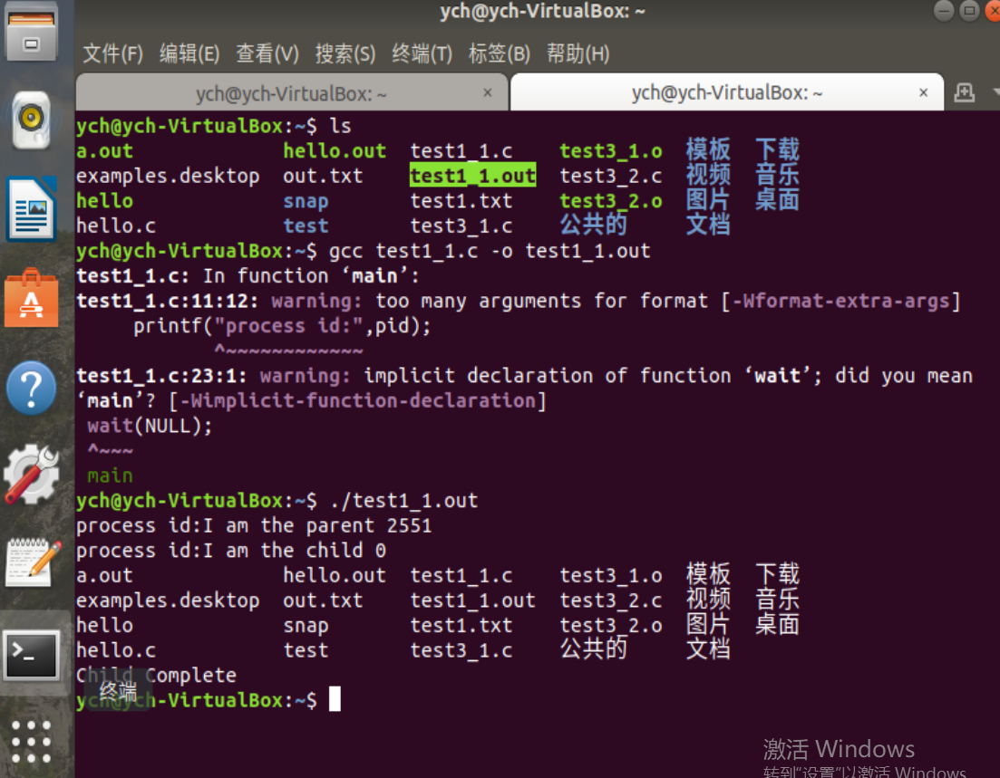 ych@ych-VirtualBox: ~
文件(F) 编辑(E) 查看(V) 搜索(S) 终端(T) 标签(B) 帮助(H)
ych@ych-VirtualBox: ~ × ych@ych-VirtualBox: ~ ×
ych@ych-VirtualBox:~$ ls
a.out hello.out test1_1.c test3_1.o 模板 下载
examples.desktop out.txt test1_1.out test3_2.c 视频 音乐
hello snap test1.txt test3_2.o 图片 桌面
hello.c test test3_1.c 公共的 文档
ych@ych-VirtualBox:~$ gcc test1_1.c -o test1_1.out
test1_1.c: In function ‘main’:
test1_1.c:11:12: warning: too many arguments for format [-Wformat-extra-args]
printf("process id:",pid);
^~~~~~~~~~~~~
test1_1.c:23:1: warning: implicit declaration of function ‘wait’; did you mean
‘main’? [-Wimplicit-function-declaration]
wait(NULL);
^~~~
main
ych@ych-VirtualBox:~$ ./test1_1.out
process id:I am the parent 2551
process id:I am the child 0
a.out hello.out test1_1.c test3_1.o 模板 下载
examples.desktop out.txt test1_1.out test3_2.c 视频 音乐
hello snap test1.txt test3_2.o 图片 桌面
hello.c test test3_1.c 公共的 文档
Child Complete
终端
ych@ych-VirtualBox:~$
激活 Windows
转到"设置"以激活 Windows